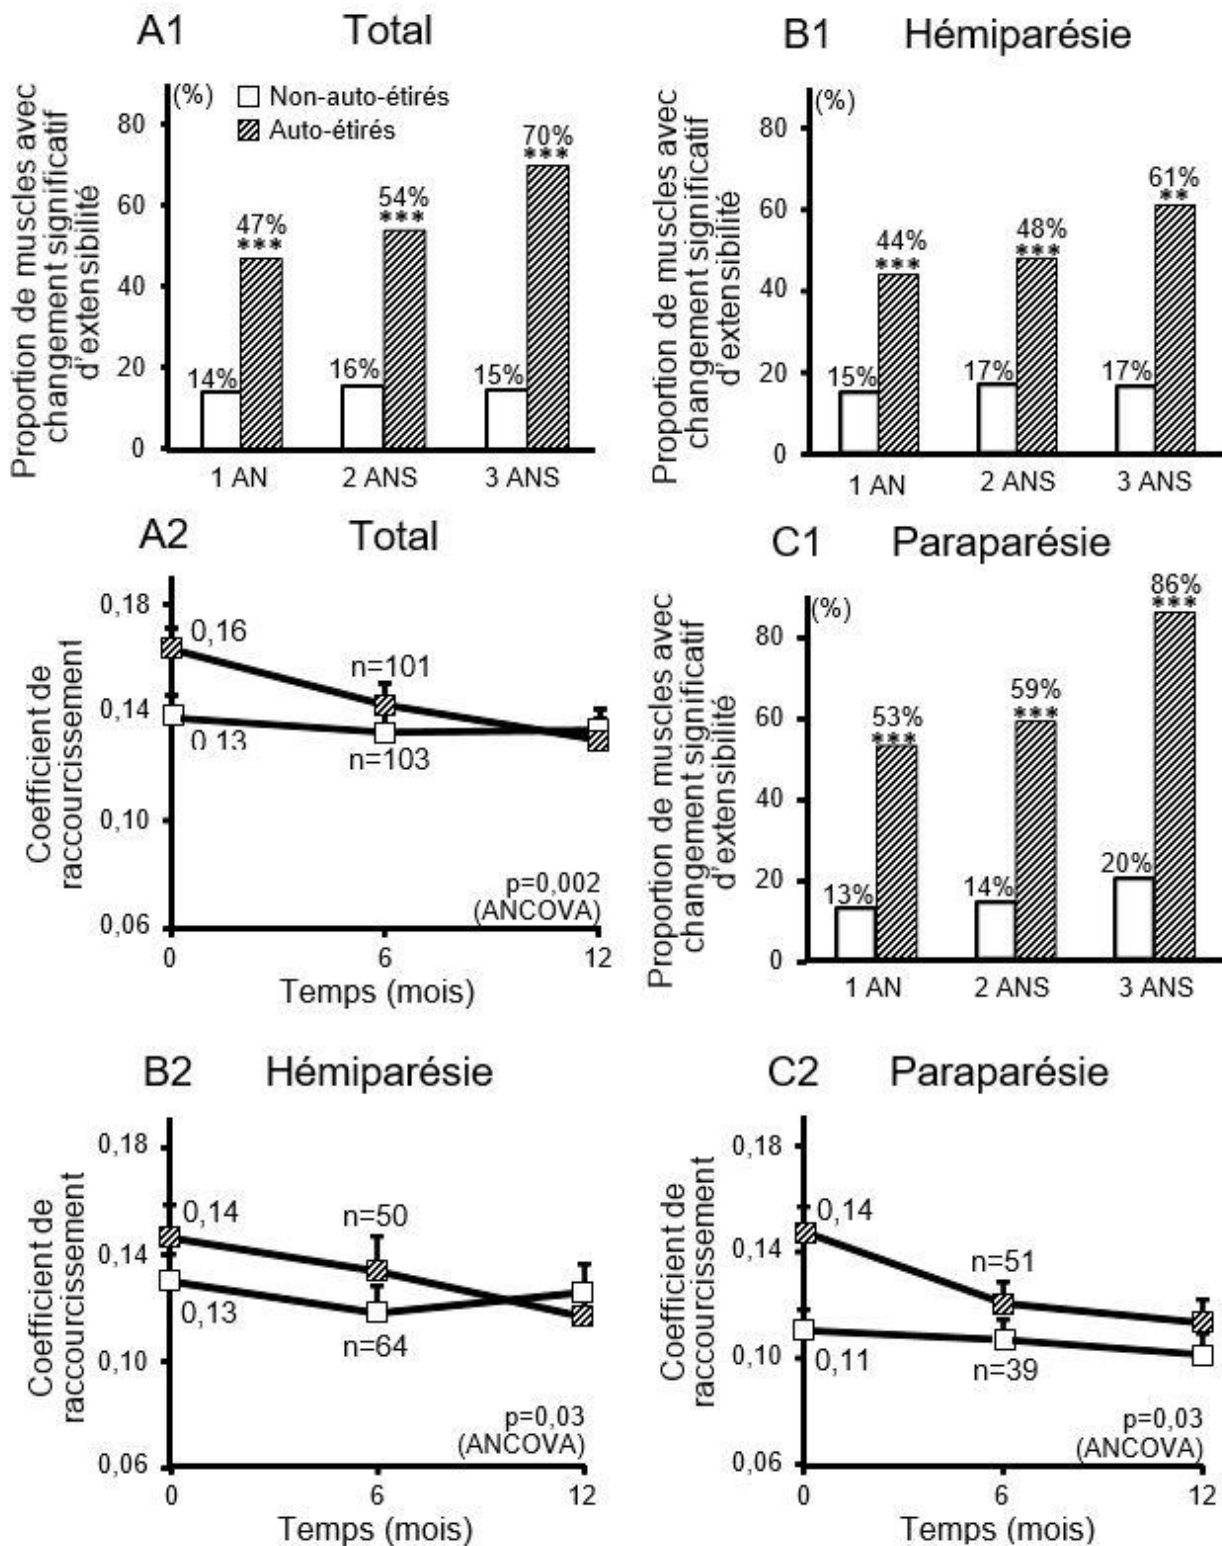 A1 Total
Proportion de muscles avec
changement significatif
d'extensibilité
(%)
Non-auto-étirés
Auto-étirés
80
60
40
20
0
14%
47%
***
16%
54%
***
15%
70%
***
1 AN 2 ANS 3 ANS
B1 Hémiparésie
Proportion de muscles avec
changement significatif
d'extensibilité
(%)
80
60
40
20
0
15%
44%
***
17%
48%
***
17%
61%
**
1 AN 2 ANS 3 ANS
A2 Total
Coefficient de
raccourcissement
0,18
0,14
0,10
0,06
0,16
0,13
n=101
n=103
p=0,002
(ANCOVA)
0 6 12
Temps (mois)
C1 Paraparésie
Proportion de muscles avec
changement significatif
d'extensibilité
(%)
80
60
40
20
0
13%
53%
***
14%
59%
***
20%
86%
***
1 AN 2 ANS 3 ANS
B2 Hémiparésie
Coefficient de
raccourcissement
0,18
0,14
0,10
0,06
0,14
0,13
n=50
n=64
p=0,03
(ANCOVA)
0 6 12
Temps (mois)
C2 Paraparésie
Coefficient de
raccourcissement
0,18
0,14
0,10
0,06
0,14
0,11
n=51
n=39
p=0,03
(ANCOVA)
0 6 12
Temps (mois)